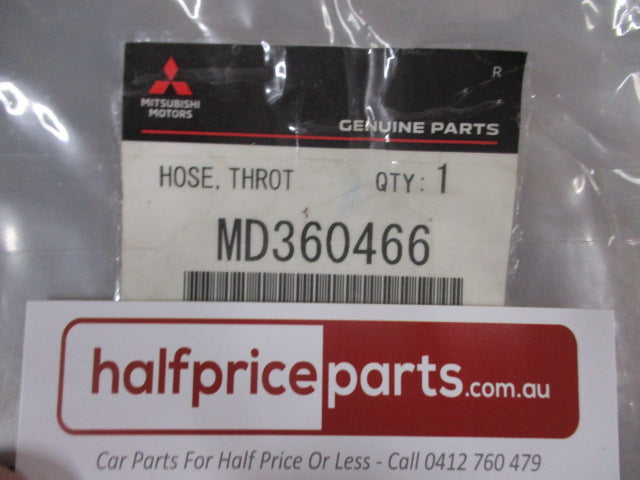 R
MITSUBISHI
MOTORS
GENUINE PARTS
HOSE, THROT QTY: 1
MD360466
halfpriceparts.com.au
Car Parts For Half Price Or Less - Call 0412 760 479